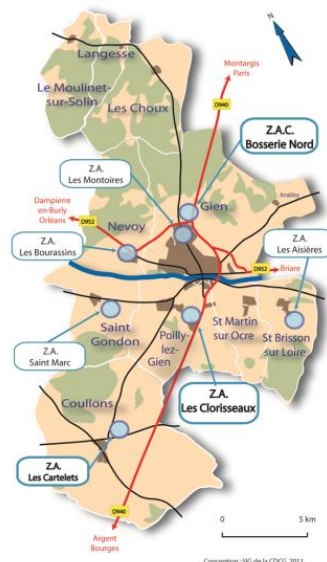 Langesse
Le Moulinet-
sur-Solin
Les Choux
Montargis
Paris
D940
Z.A.C.
Bosserie Nord
Z.A.
Les Montoires
Gien
Arrabloy
Dampierre
en-Burly
Orléans
D952
Nevoy
Z.A.
Les Bourassins
Z.A.
Les Aisières
D952
Briare
Z.A.
Saint Marc
Saint
Gondon
Poilly
-lez-
Gien
St Martin
sur Ocre
St Brisson
sur Loire
Z.A.
Les Clorisseaux
Coullons
Z.A.
Les Cartelets
D940
Argent
Bourges
0
5 km
Conception : SIG de la CDCG, 2011